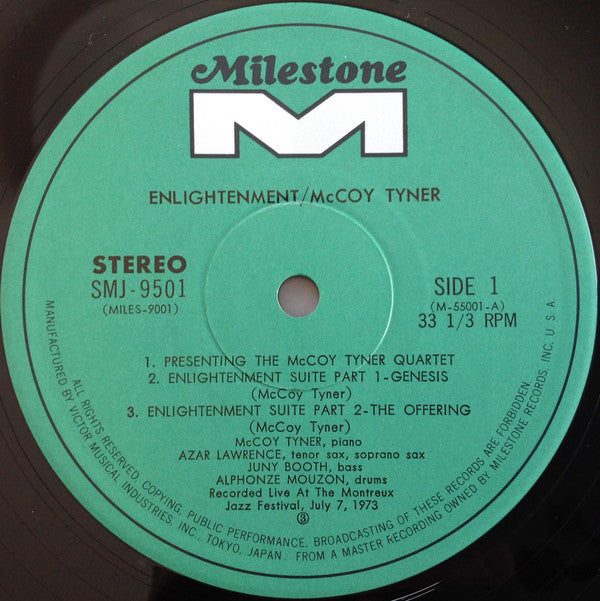 Milestone
M
ENLIGHTENMENT/McCOY TYNER
STEREO
SMJ-9501
(MILES-9001)
SIDE 1
(M-55001-A)
33 1/3 RPM
1. PRESENTING THE McCOY TYNER QUARTET
2. ENLIGHTENMENT SUITE PART 1-GENESIS
(McCoy Tyner)
3. ENLIGHTENMENT SUITE PART 2-THE OFFERING
(McCoy Tyner)
McCOY TYNER, piano
AZAR LAWRENCE, tenor sax, soprano sax
JUNY BOOTH, bass
ALPHONZE MOUZON, drums
Recorded Live At The Montreux
Jazz Festival, July 7, 1973
③
ALL RIGHTS RESERVED. COPYING, PUBLIC PERFORMANCE, BROADCASTING OF THESE RECORDS ARE FORBIDDEN.
MANUFACTURED BY VICTOR MUSICAL INDUSTRIES, INC., TOKYO, JAPAN. FROM A MASTER RECORDING OWNED BY MILESTONE RECORDS, INC. U.S.A.